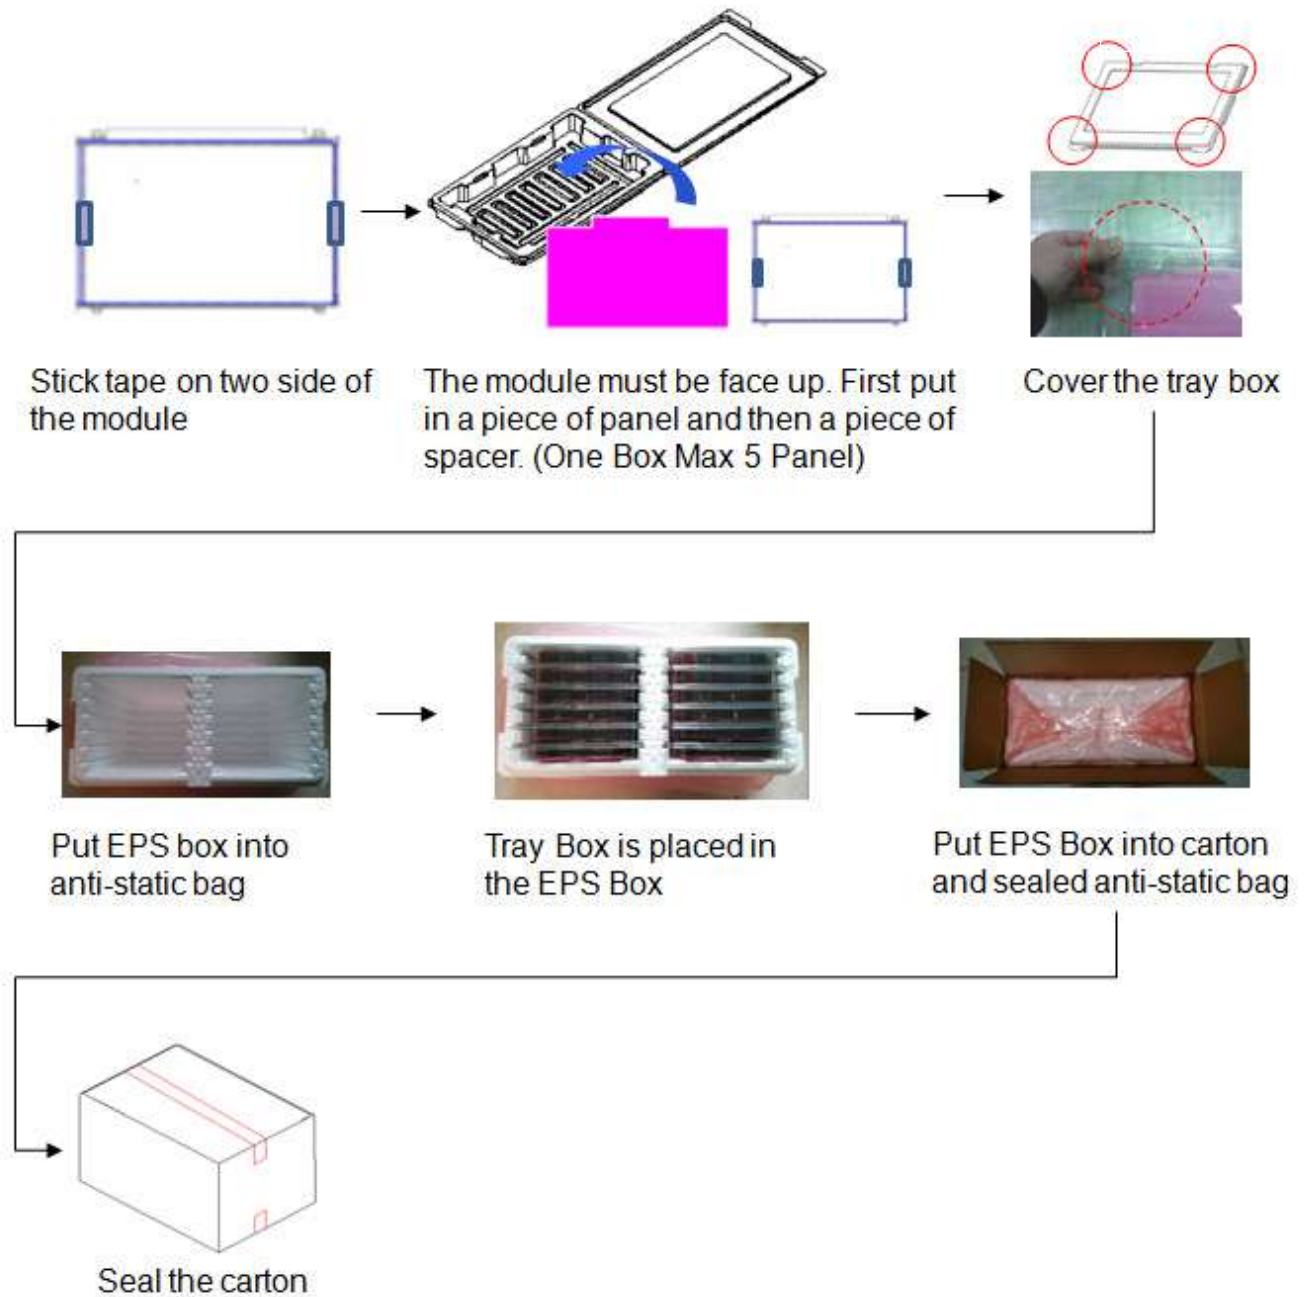 Stick tape on two side of
the module
The module must be face up. First put
in a piece of panel and then a piece of
spacer. (One Box Max 5 Panel)
Cover the tray box
Put EPS box into
anti-static bag
Tray Box is placed in
the EPS Box
Put EPS Box into carton
and sealed anti-static bag
Seal the carton